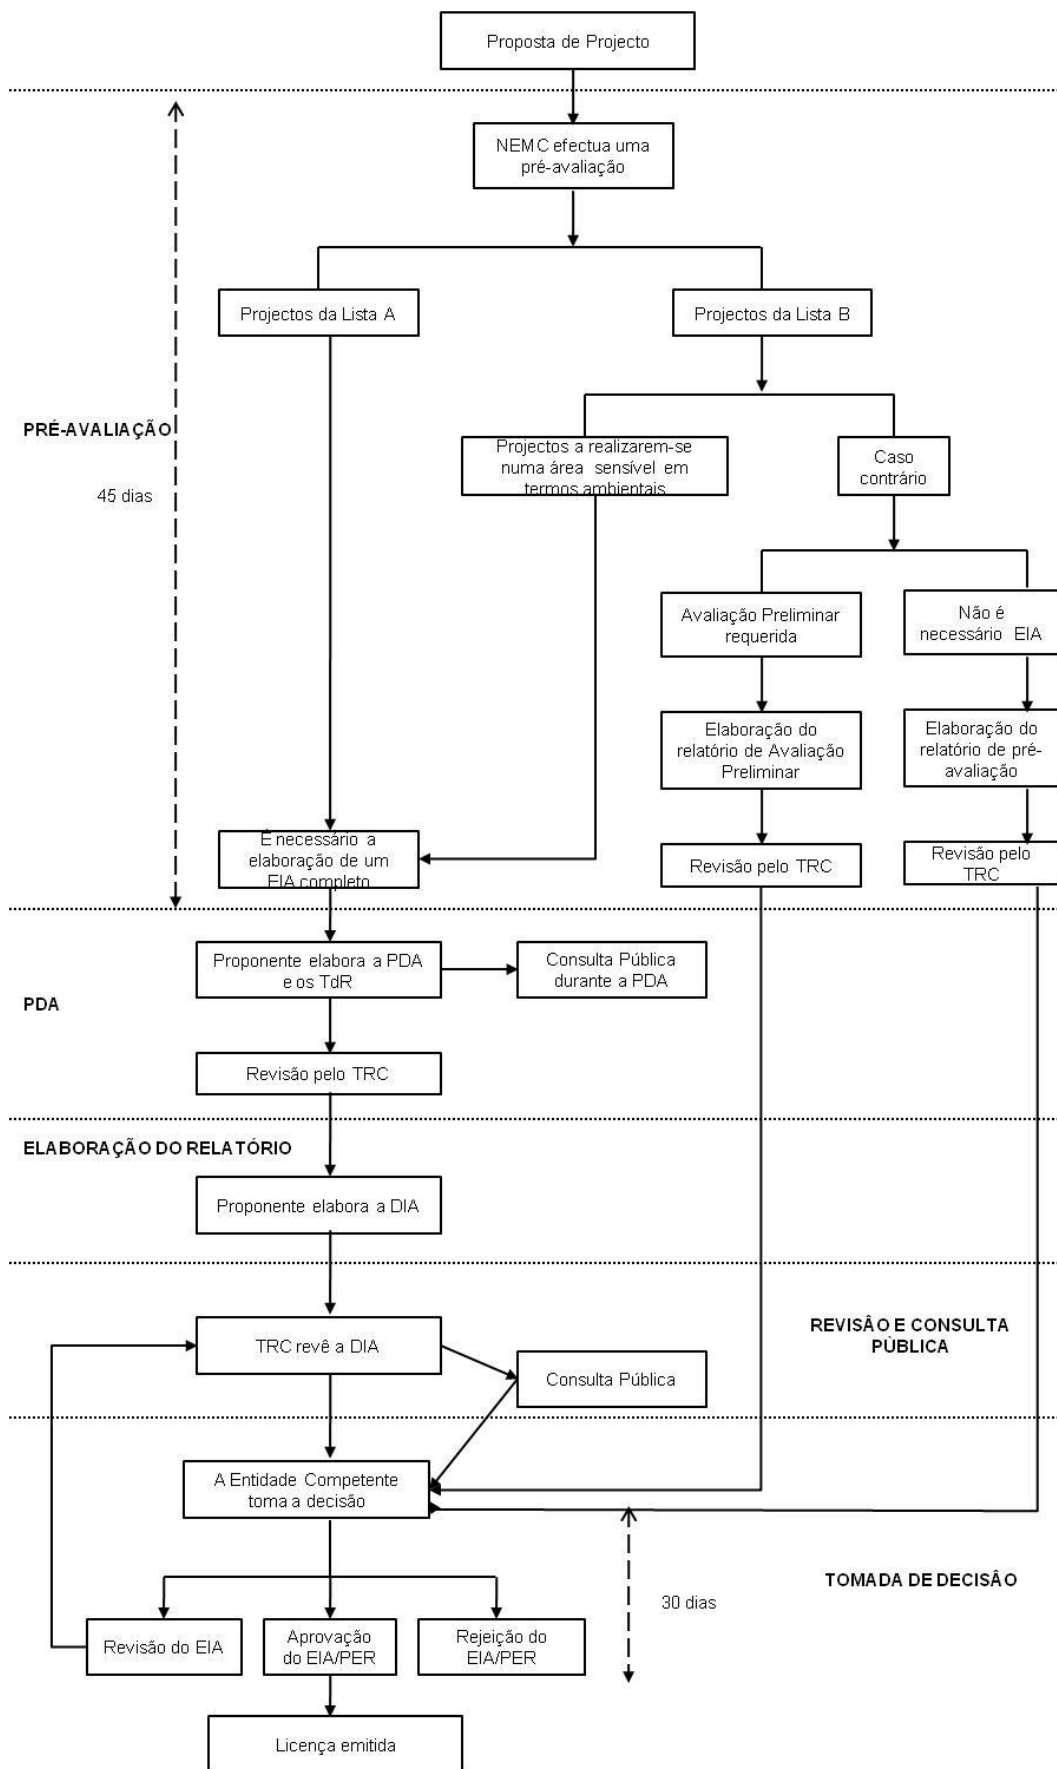 Proposta de Projecto
NEMC efectua uma
pré-avaliação
Projectos da Lista A
Projectos da Lista B
PRÉ-AVALIAÇÃO
45 dias
Projectos a realizarem-se
numa área sensível em
termos ambientais
Caso
contrário
Avaliação Preliminar
requerida
Não é
necessário EIA
Elaboração do
relatório de Avaliação
Preliminar
Elaboração do
relatório de pré-
avaliação
É necessário a
elaboração de um
EIA completo
Revisão pelo TRC
Revisão pelo
TRC
Proponente elabora a PDA
e os TdR
Consulta Pública
durante a PDA
PDA
Revisão pelo TRC
ELABORAÇÃO DO RELATÓRIO
Proponente elabora a DIA
TRC revê a DIA
REVISÂO E CONSULTA
PÙBLICA
Consulta Pública
A Entidade Competente
toma a decisão
TOMADA DE DECISÂO
30 dias
Revisão do EIA
Aprovação
do EIA/PER
Rejeição do
EIA/PER
Licença emitida